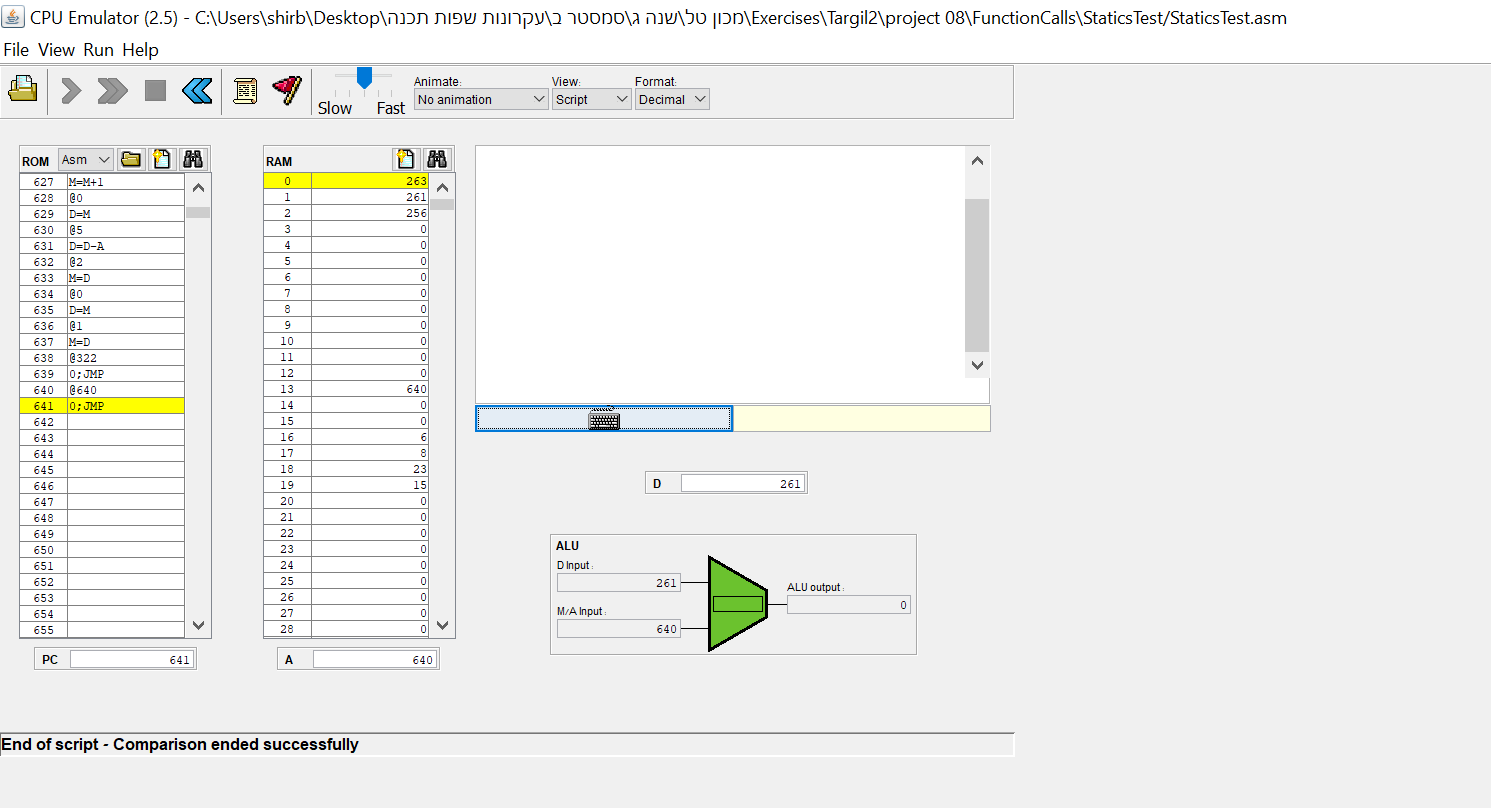 CPU Emulator (2.5) - C:\Users\shirb\Desktop\מכון טל\שנה ג\סמסטר ב\עקרונות שפות תכנה\Exercises\Targil2\project 08\FunctionCalls\StaticsTest/StaticsTest.asm
File View Run Help
Slow Fast
Animate:
No animation
View:
Script
Format:
Decimal
ROM Asm
627 M=M+1
628 @0
629 D=M
630 @5
631 D=D-A
632 @2
633 M=D
634 @0
635 D=M
636 @1
637 M=D
638 @322
639 0;JMP
640 @640
641 0;JMP
642
643
644
645
646
647
648
649
650
651
652
653
654
655
PC 641
RAM
0 263
1 261
2 256
3 0
4 0
5 0
6 0
7 0
8 0
9 0
10 0
11 0
12 0
13 640
14 0
15 0
16 6
17 8
18 23
19 15
20 0
21 0
22 0
23 0
24 0
25 0
26 0
27 0
28 0
A 640
D 261
ALU
D Input :
261
M/A Input :
640
ALU output :
0
End of script - Comparison ended successfully